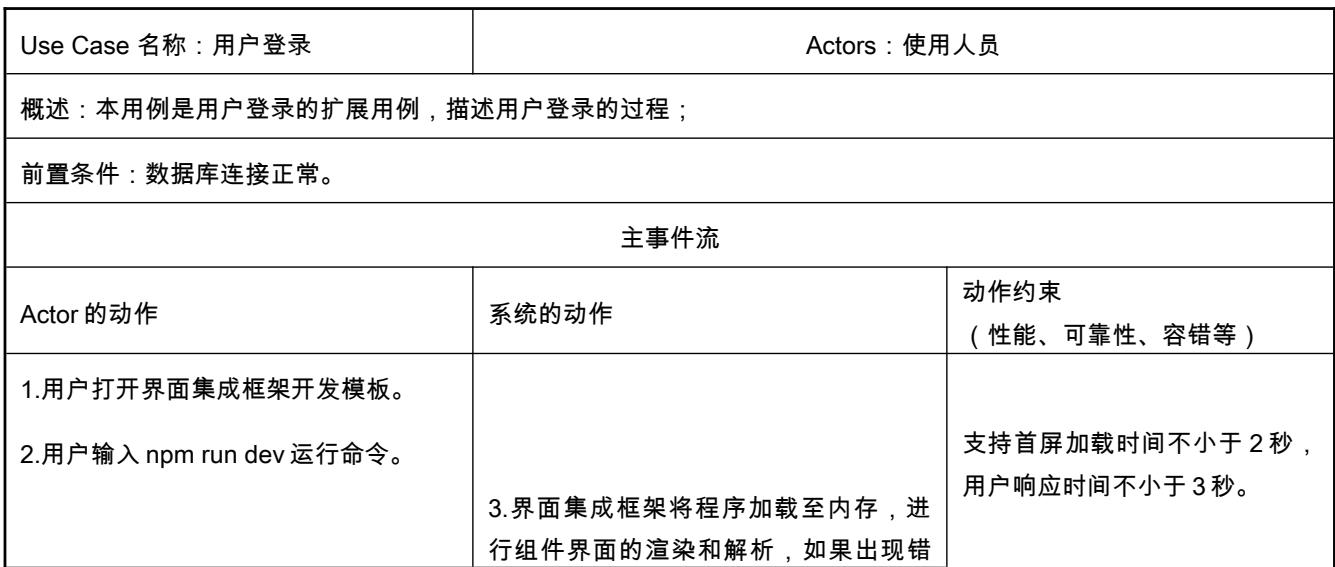 Use Case 名称：用户登录
Actors：使用人员
概述：本用例是用户登录的扩展用例，描述用户登录的过程；
前置条件：数据库连接正常。
主事件流
Actor 的动作
系统的动作
动作约束
（性能、可靠性、容错等）
1.用户打开界面集成框架开发模板。
2.用户输入 npm run dev 运行命令。
3.界面集成框架将程序加载至内存，进
行组件界面的渲染和解析，如果出现错
支持首屏加载时间不小于 2 秒，
用户响应时间不小于 3 秒。